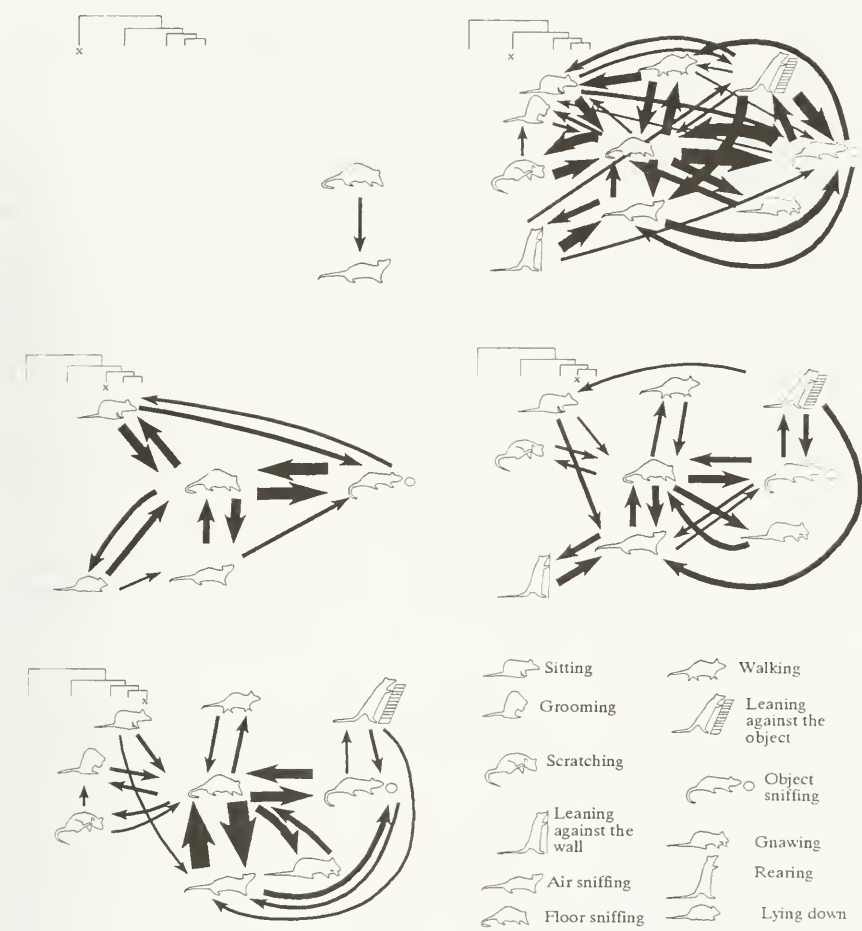 x
x
x
x
x
Sitting
Grooming
Scratching
Leaning
against the
wall
Air sniffing
Floor sniffing
Walking
Leaning
against the
object
Object
sniffing
Gnawing
Rearing
Lying down